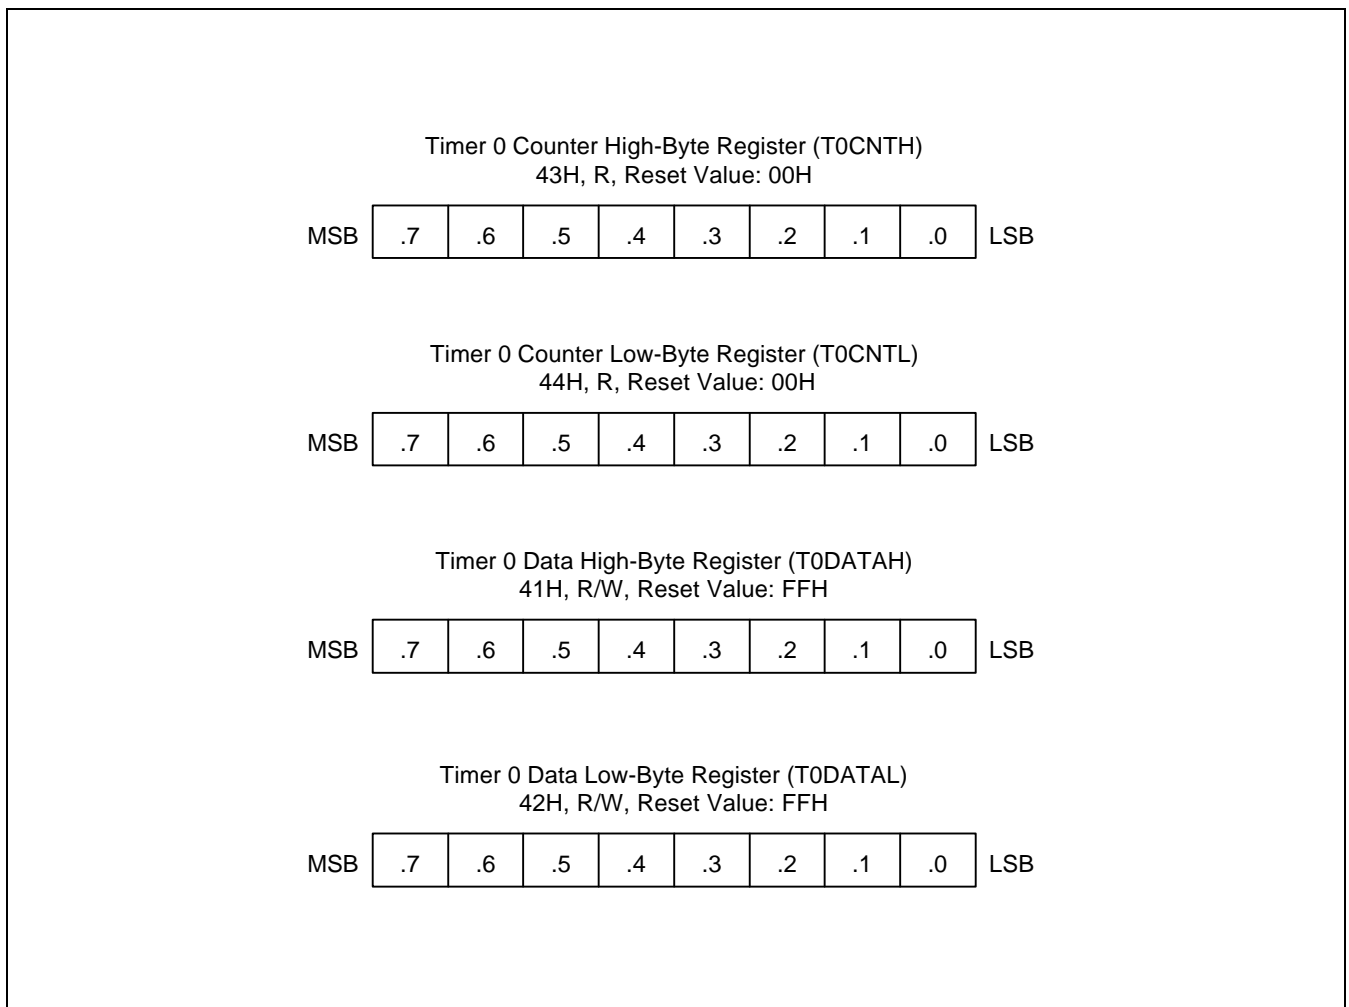 Timer 0 Counter High-Byte Register (T0CNTH)
43H, R, Reset Value: 00H
MSB .7 .6 .5 .4 .3 .2 .1 .0 LSB
Timer 0 Counter Low-Byte Register (T0CNTL)
44H, R, Reset Value: 00H
MSB .7 .6 .5 .4 .3 .2 .1 .0 LSB
Timer 0 Data High-Byte Register (T0DATAH)
41H, R/W, Reset Value: FFH
MSB .7 .6 .5 .4 .3 .2 .1 .0 LSB
Timer 0 Data Low-Byte Register (T0DATAL)
42H, R/W, Reset Value: FFH
MSB .7 .6 .5 .4 .3 .2 .1 .0 LSB